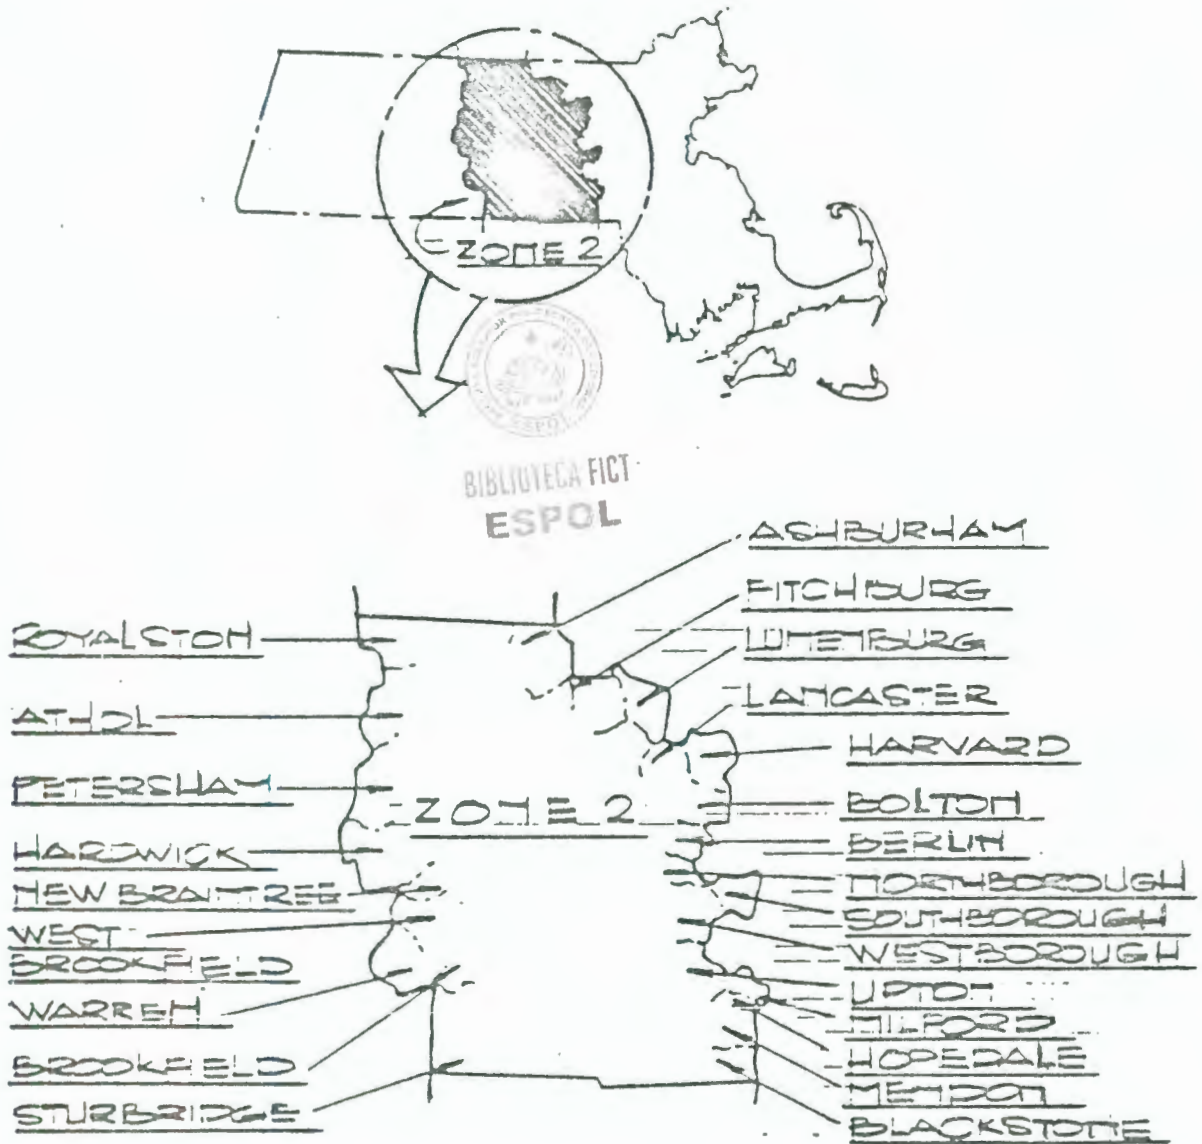 ZONE 2
ESPOL
BIBLIOTECA FICT
ESPOL
ASHBURHAM
FITCHBURG
LUNENBURG
LANCASTER
HARVARD
BOLTON
BERLIN
NORTHBOROUGH
SOUTHBOROUGH
WESTBOROUGH
UPTON
MILFORD
HOPEDALE
MENDON
BLACKSTONE
ROYALSTON
ATHOL
PETERSHAM
HARDWICK
NEW BRAINTREE
WEST
BROOKFIELD
WARREN
BROOKFIELD
STURBRIDGE
ZONE 2